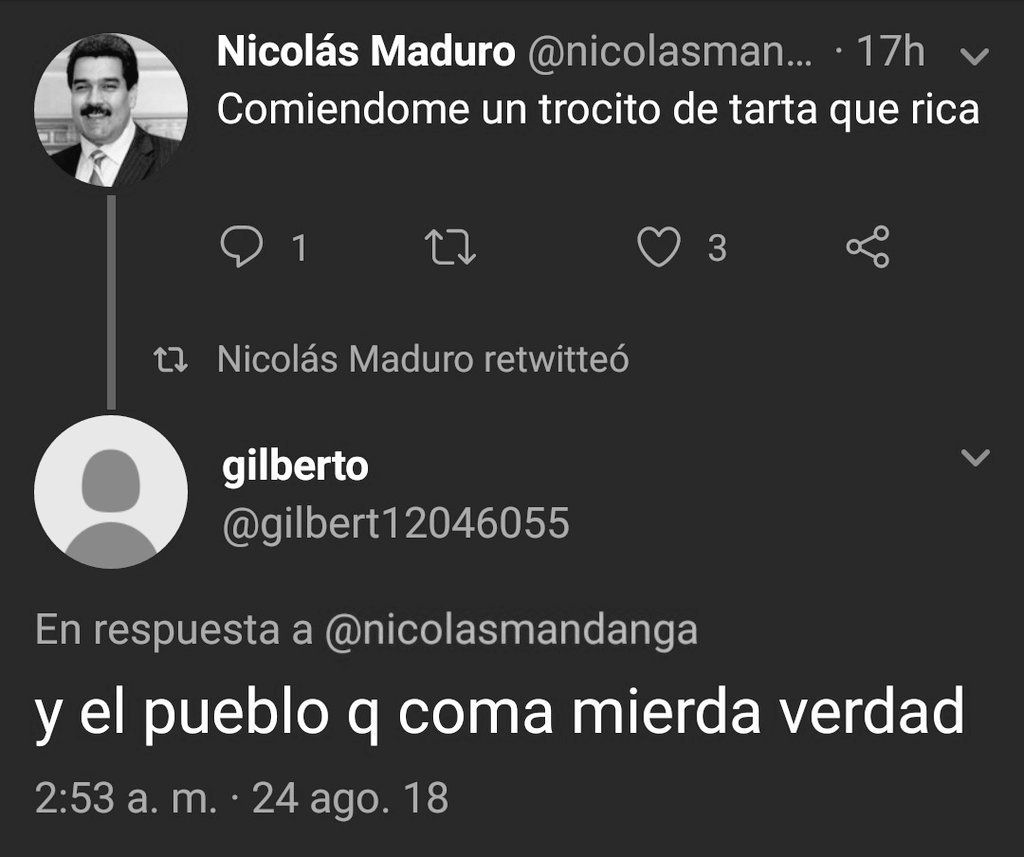 Nicolás Maduro @nicolasman... · 17h
Comiendome un trocito de tarta que rica
1 3
Nicolás Maduro retwitteó
gilberto
@gilbert12046055
En respuesta a @nicolasmandanga
y el pueblo q coma mierda verdad
2:53 a. m. · 24 ago. 18